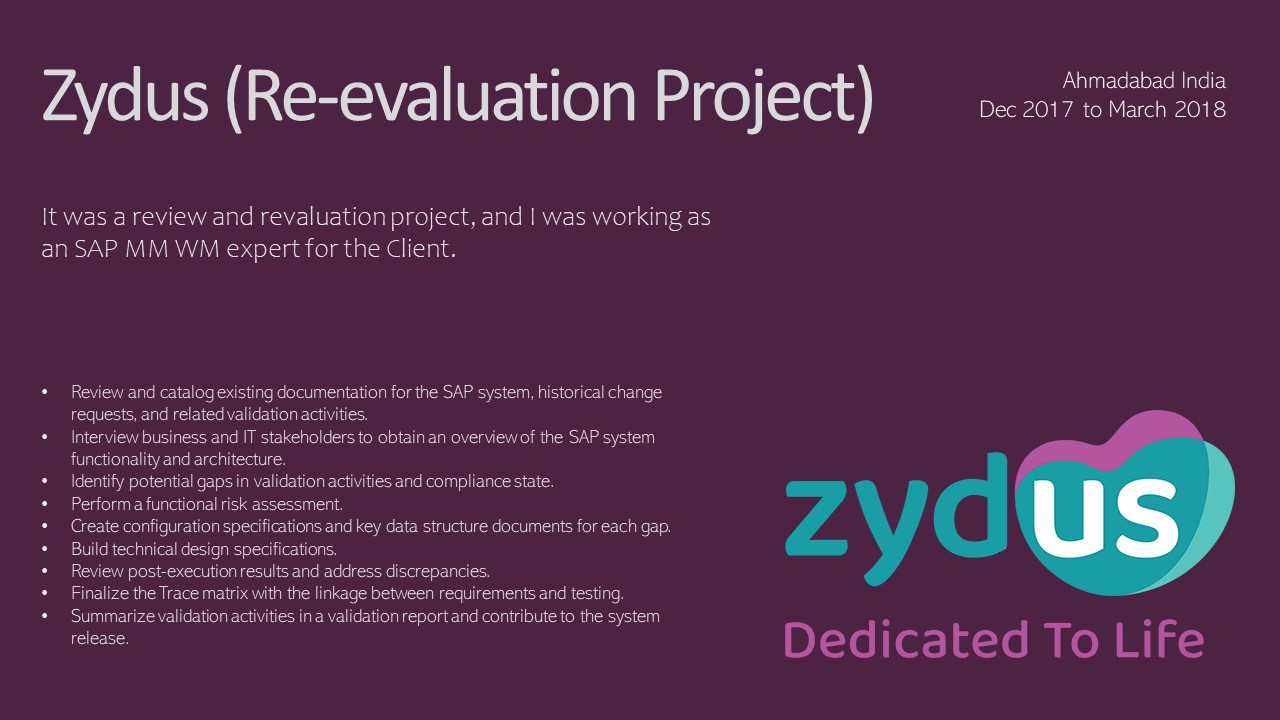 Zydus (Re-evaluation Project)
Ahmadabad India
Dec 2017 to March 2018
It was a review and revaluation project, and I was working as
an SAP MM WM expert for the Client.
• Review and catalog existing documentation for the SAP system, historical change
requests, and related validation activities.
• Interview business and IT stakeholders to obtain an overview of the SAP system
functionality and architecture.
• Identify potential gaps in validation activities and compliance state.
• Perform a functional risk assessment.
• Create configuration specifications and key data structure documents for each gap.
• Build technical design specifications.
• Review post-execution results and address discrepancies.
• Finalize the Trace matrix with the linkage between requirements and testing.
• Summarize validation activities in a validation report and contribute to the system
release.
zydus
Dedicated To Life